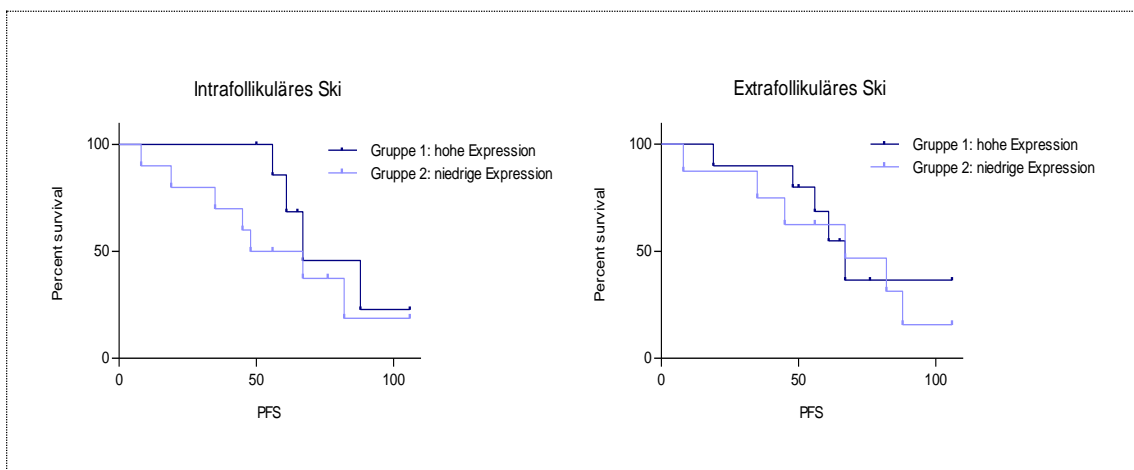 Intrafollikuläres Ski
100
50
0
Percent survival
0
50
100
PFS
Gruppe 1: hohe Expression
Gruppe 2: niedrige Expression
Extrafollikuläres Ski
100
50
0
Percent survival
0
50
100
PFS
Gruppe 1: hohe Expression
Gruppe 2: niedrige Expression